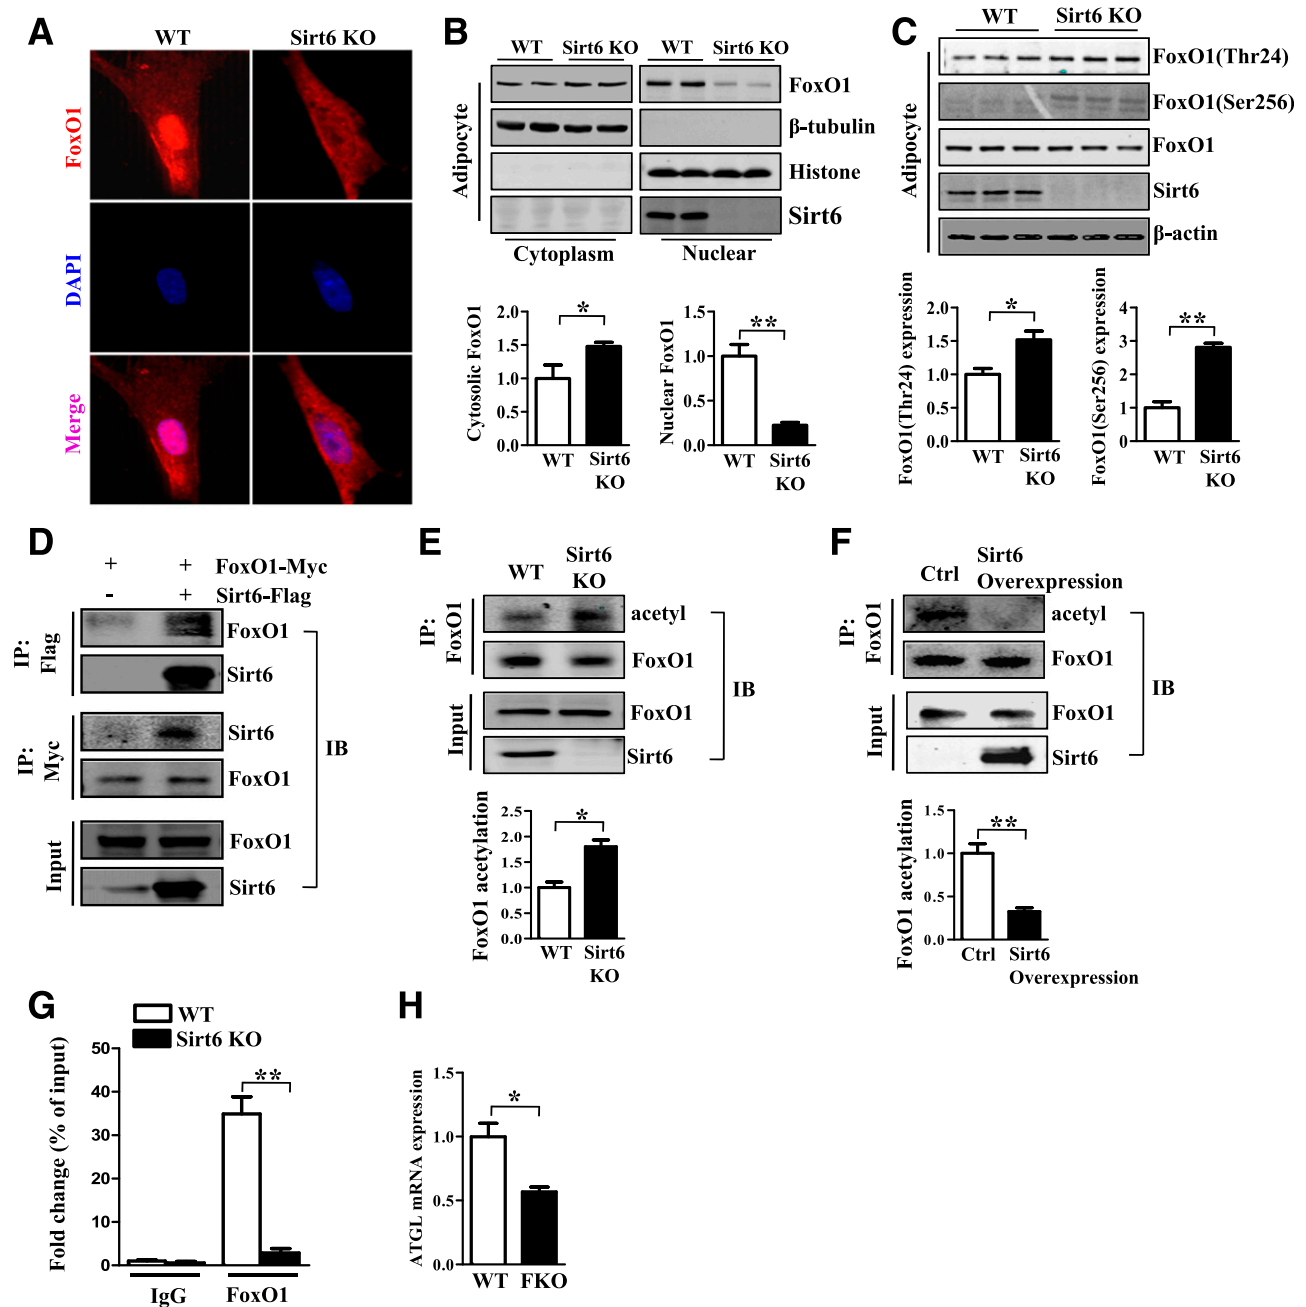 A
WT
Sirt6 KO
FoxO1
DAPI
Merge
B
WT
Sirt6 KO
WT
Sirt6 KO
Adipocyte
FoxO1
β-tubulin
Histone
Sirt6
Cytoplasm
Nuclear
Cytosolic FoxO1
2.0
1.5
1.0
0.5
0.0
*
WT
Sirt6
KO
Nuclear FoxO1
1.5
1.0
0.5
0.0
**
WT
Sirt6
KO
C
WT
Sirt6 KO
Adipocyte
FoxO1(Thr24)
FoxO1(Ser256)
FoxO1
Sirt6
β-actin
FoxO1(Thr24) expression
2.0
1.5
1.0
0.5
0.0
*
WT
Sirt6
KO
FoxO1(Ser256) expression
4
3
2
1
0
**
WT
Sirt6
KO
D
+ + FoxO1-Myc
- + Sirt6-Flag
IP:
Flag
FoxO1
Sirt6
IP:
Myc
Sirt6
FoxO1
Input
FoxO1
Sirt6
IB
E
WT
Sirt6
KO
IP:
FoxO1
acetyl
FoxO1
Input
FoxO1
Sirt6
IB
FoxO1 acetylation
2.5
2.0
1.5
1.0
0.5
0.0
*
WT
Sirt6
KO
F
Ctrl
Sirt6
Overexpression
IP:
FoxO1
acetyl
FoxO1
Input
FoxO1
Sirt6
IB
FoxO1 acetylation
1.5
1.0
0.5
0.0
**
Ctrl
Sirt6
Overexpression
G
WT
Sirt6 KO
Fold change (% of input)
50
40
30
20
10
0
**
IgG
FoxO1
H
ATGL mRNA expression
1.5
1.0
0.5
0.0
*
WT
FKO